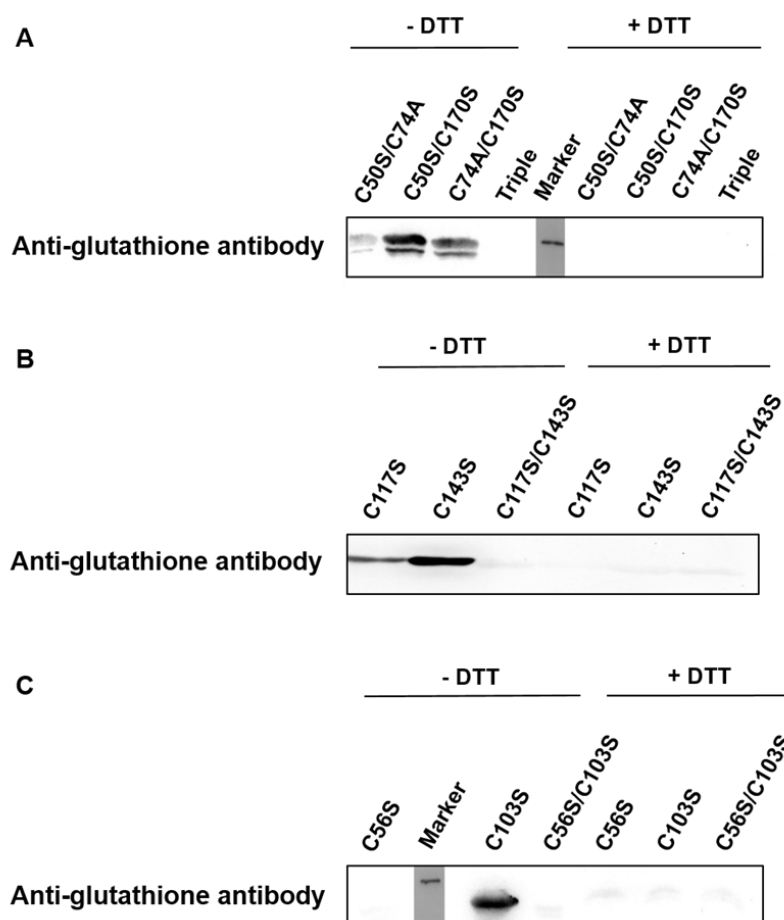 A
- DTT
+ DTT
C50S/C74A
C50S/C170S
C74A/C170S
Triple
Marker
C50S/C74A
C50S/C170S
C74A/C170S
Triple
Anti-glutathione antibody
B
- DTT
+ DTT
C117S
C143S
C117S/C143S
C117S
C143S
C117S/C143S
Anti-glutathione antibody
C
- DTT
+ DTT
C56S
Marker
C103S
C56S/C103S
C56S
C103S
C56S/C103S
Anti-glutathione antibody